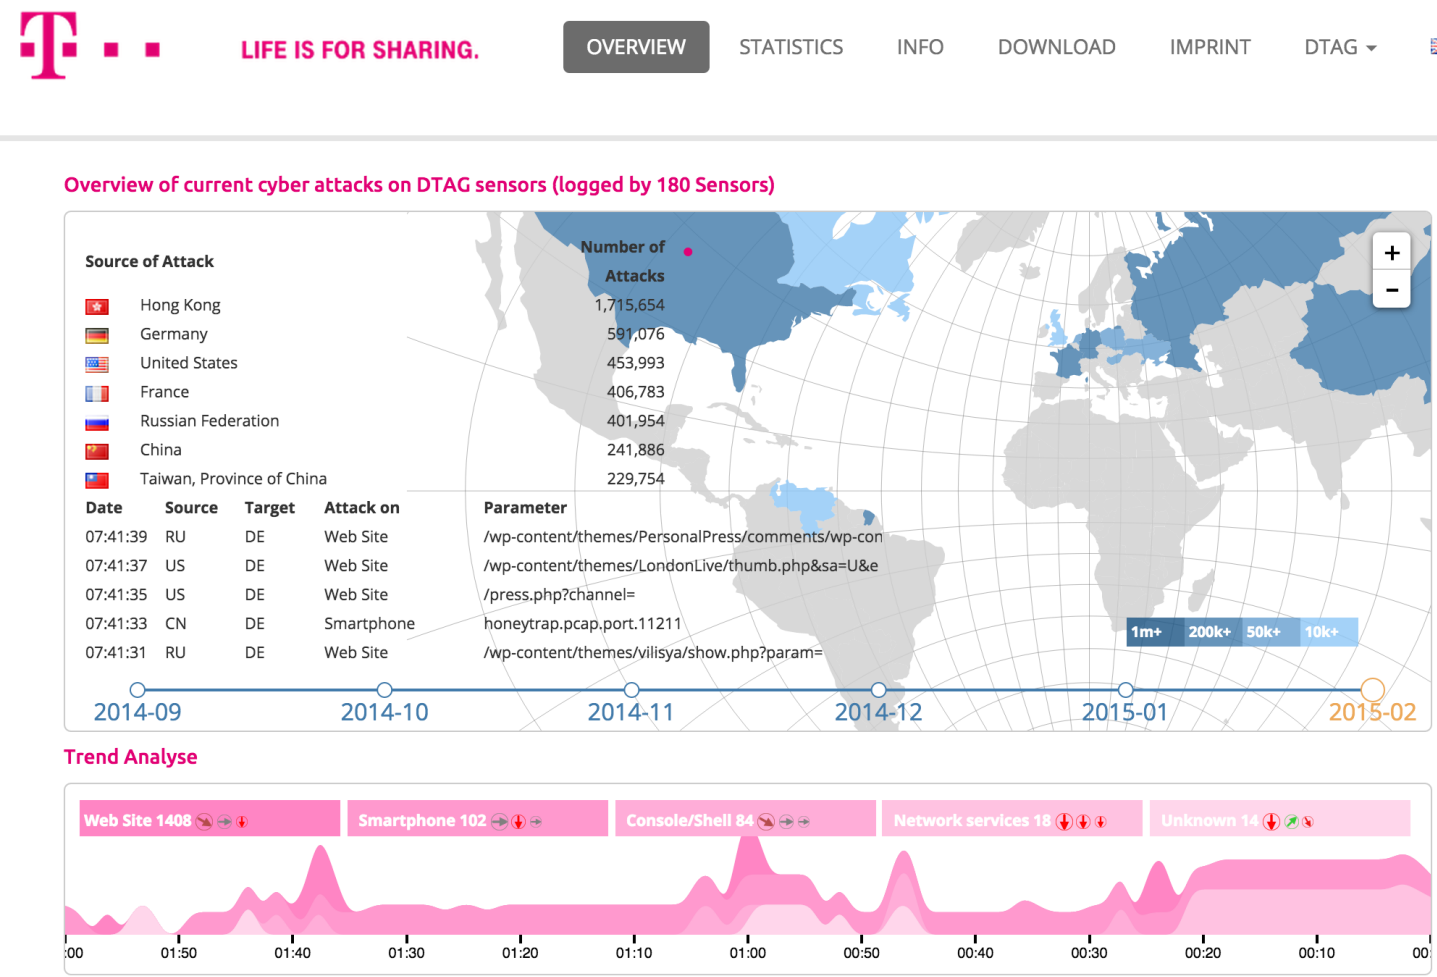 T
LIFE IS FOR SHARING.
OVERVIEW STATISTICS INFO DOWNLOAD IMPRINT DTAG
Overview of current cyber attacks on DTAG sensors (logged by 180 Sensors)
Source of Attack Number of Attacks
Hong Kong 1,715,654
Germany 591,076
United States 453,993
France 406,783
Russian Federation 401,954
China 241,886
Taiwan, Province of China 229,754
Date Source Target Attack on Parameter
07:41:39 RU DE Web Site /wp-content/themes/PersonalPress/comments/wp-con
07:41:37 US DE Web Site /wp-content/themes/LondonLive/thumb.php&sa=U&e
07:41:35 US DE Web Site /press.php?channel=
07:41:33 CN DE Smartphone honeytrap.pcap.port.11211
07:41:31 RU DE Web Site /wp-content/themes/vilisya/show.php?param=
+
−
1m+ 200k+ 50k+ 10k+
2014-09 2014-10 2014-11 2014-12 2015-01 2015-02
Trend Analyse
Web Site 1408 Smartphone 102 Console/Shell 84 Network services 18 Unknown 14
:00 01:50 01:40 01:30 01:20 01:10 01:00 00:50 00:40 00:30 00:20 00:10 00: